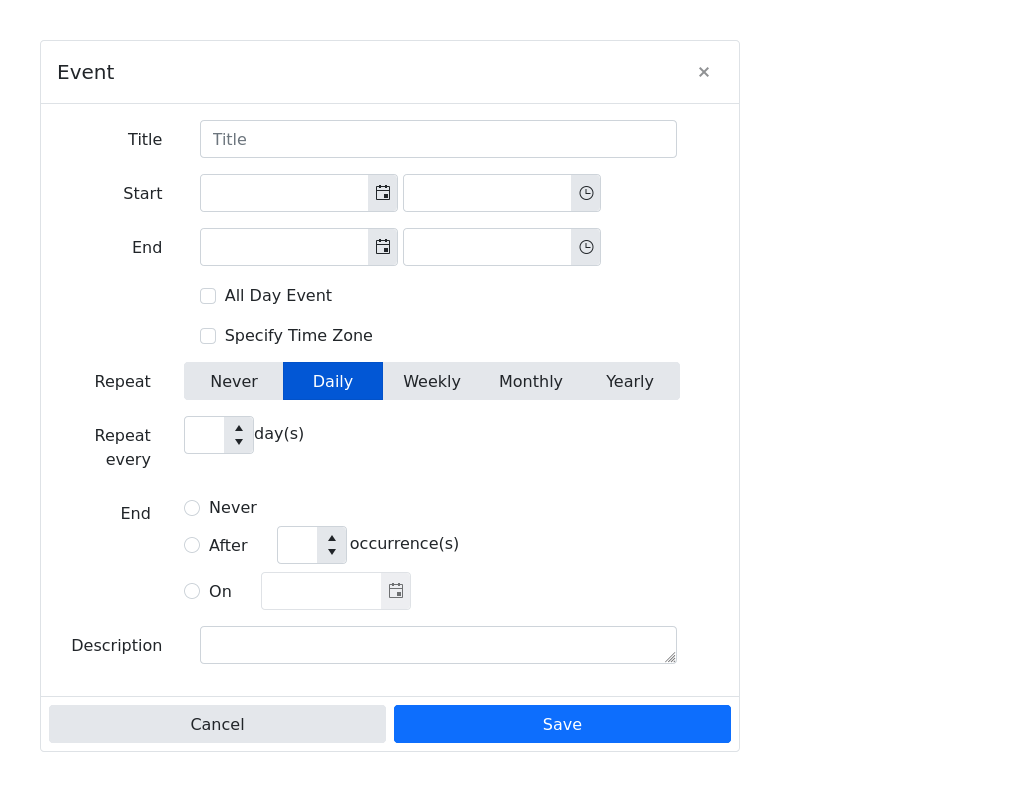 Event
Title Title
Start
End
All Day Event
Specify Time Zone
Repeat Never Daily Weekly Monthly Yearly
Repeat every day(s)
End Never
After occurrence(s)
On
Description
Cancel Save